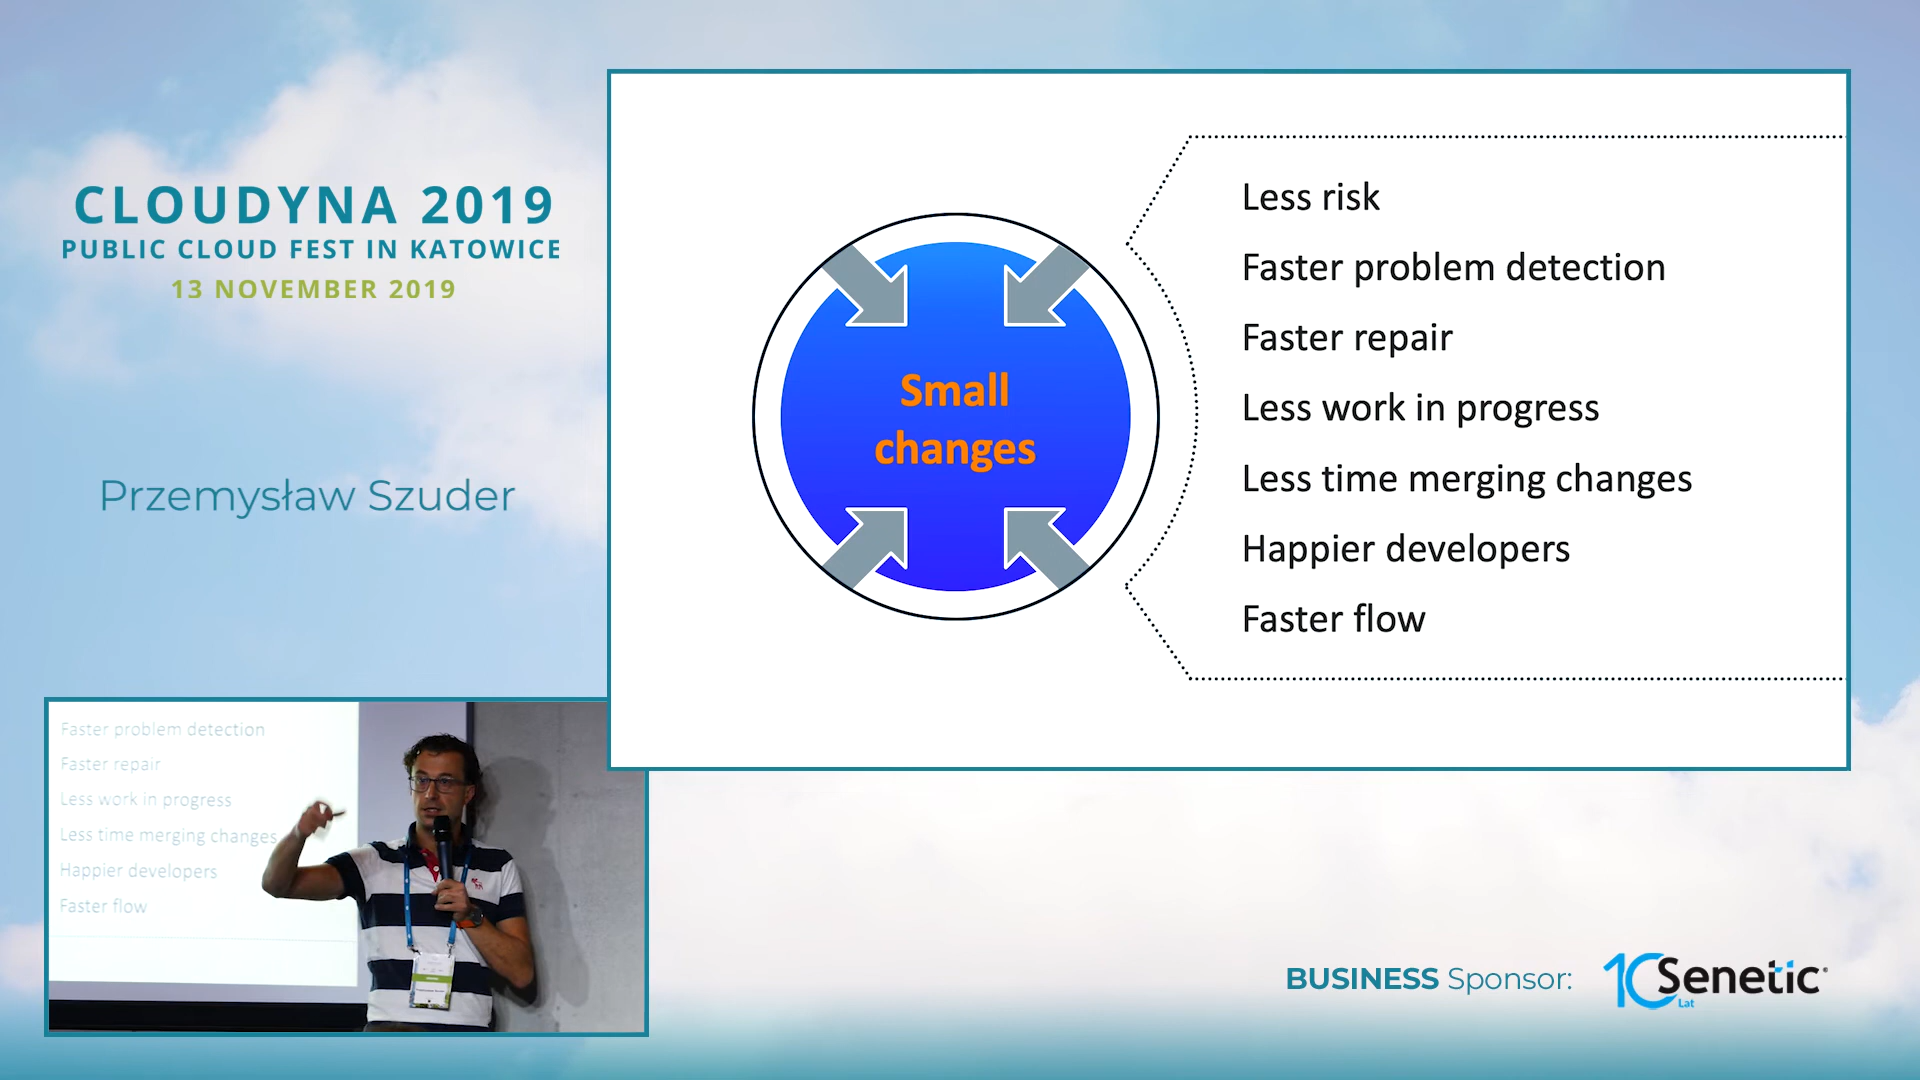 CLOUDYNA 2019
PUBLIC CLOUD FEST IN KATOWICE
13 NOVEMBER 2019
Przemysław Szuder
Small
changes
Less risk
Faster problem detection
Faster repair
Less work in progress
Less time merging changes
Happier developers
Faster flow
Faster problem detection
Faster repair
Less work in progress
Less time merging changes
Happier developers
Faster flow
BUSINESS Sponsor:
10 Lat Senetic